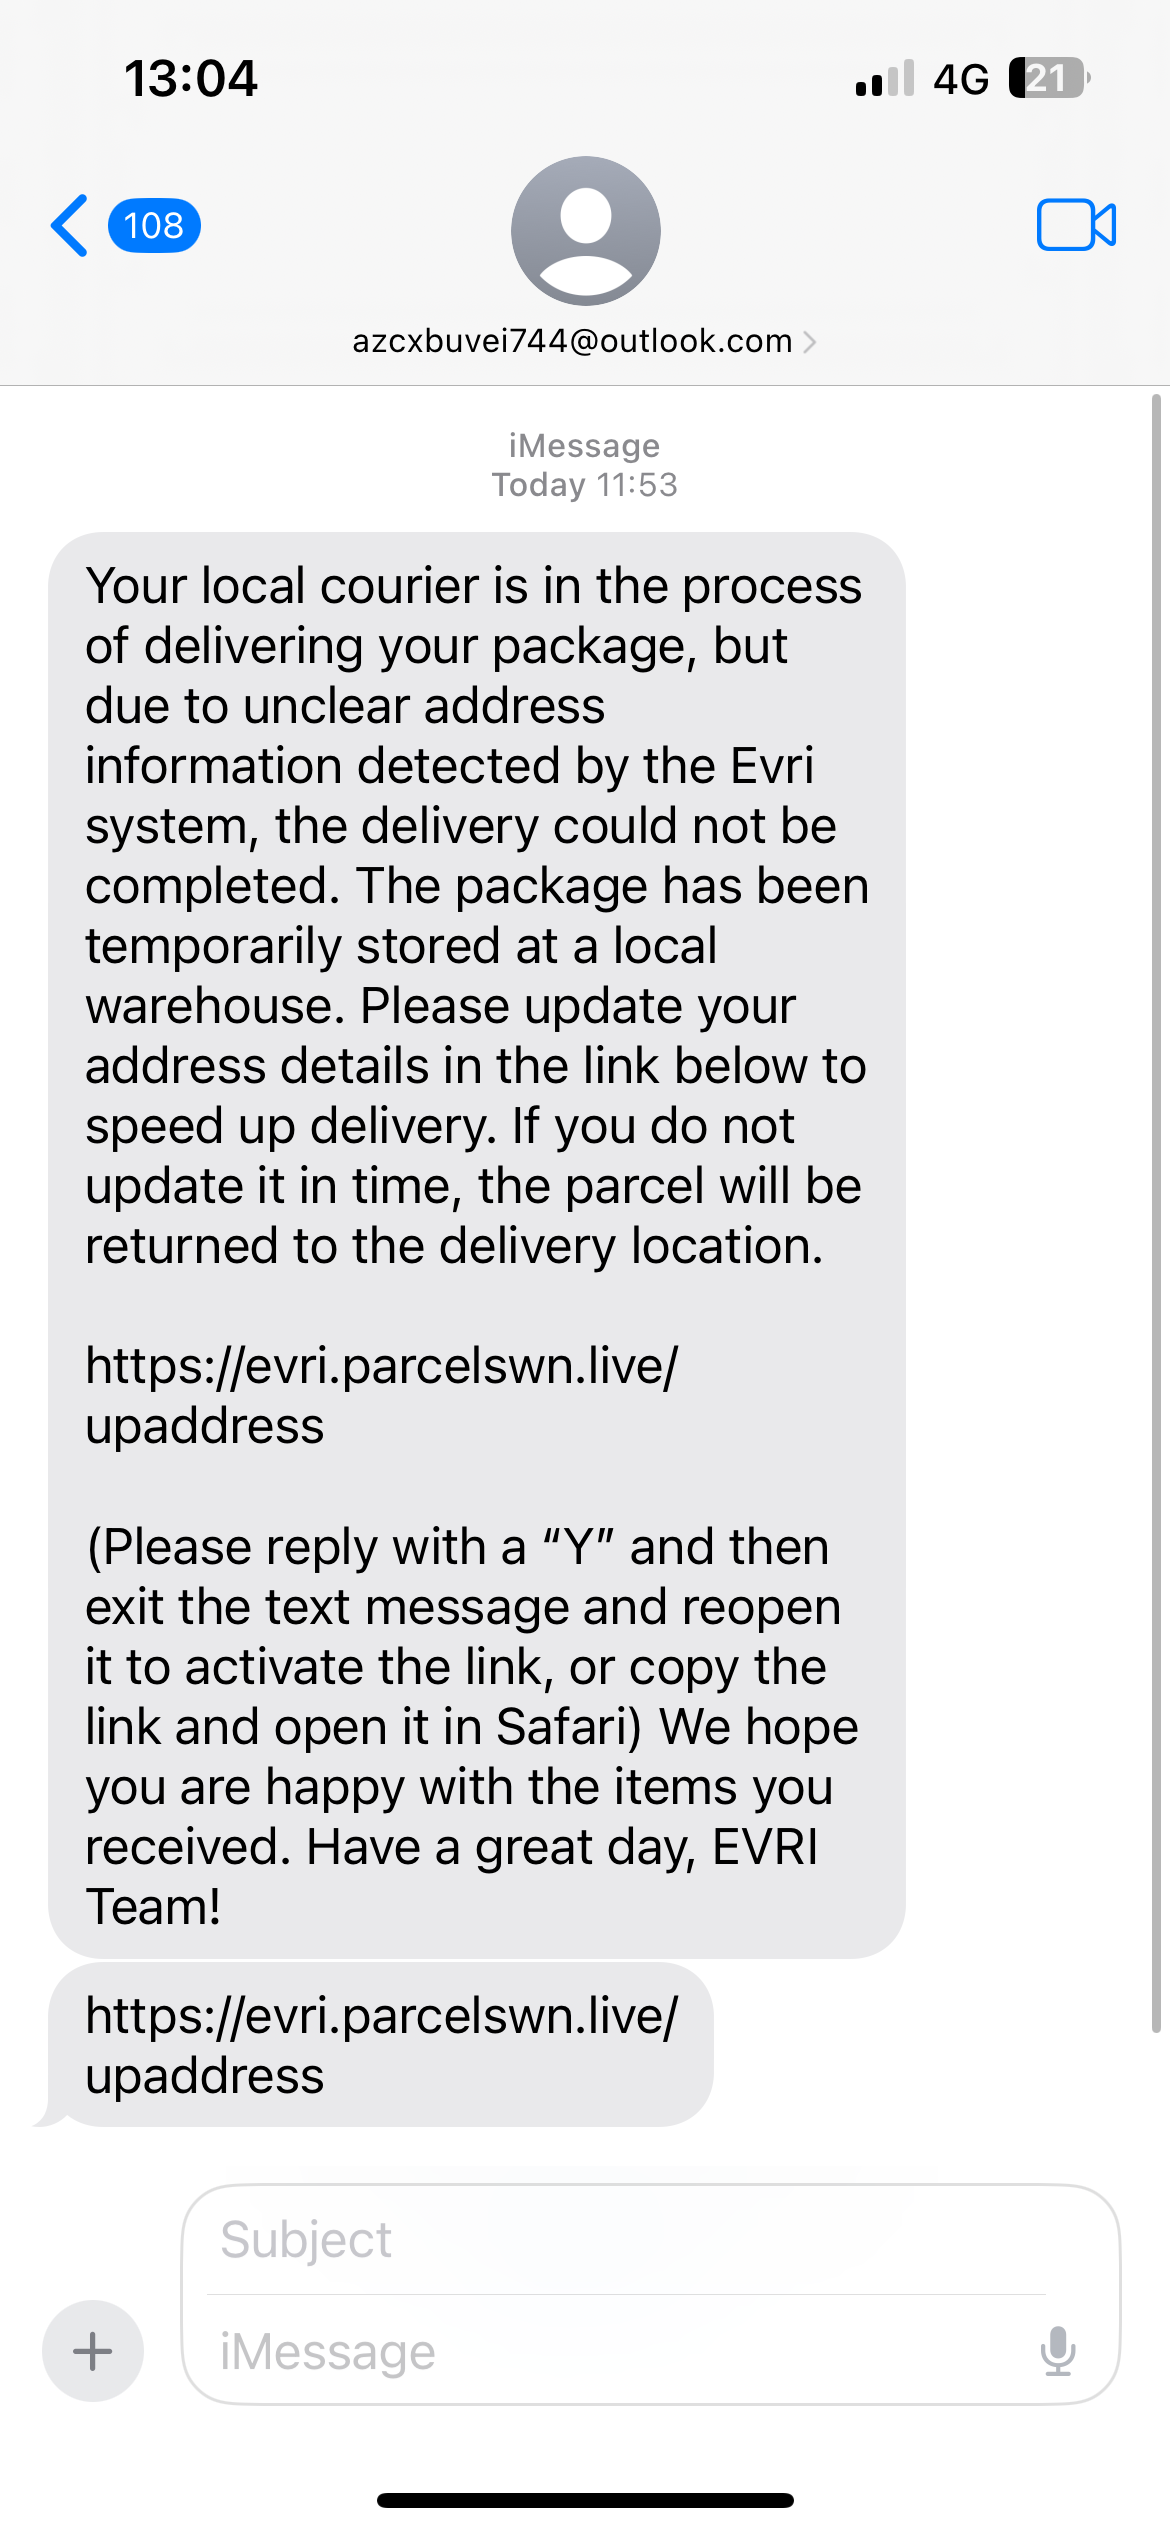 13:04
4G
21
108
azcxbuvei744@outlook.com
iMessage
Today 11:53
Your local courier is in the process
of delivering your package, but
due to unclear address
information detected by the Evri
system, the delivery could not be
completed. The package has been
temporarily stored at a local
warehouse. Please update your
address details in the link below to
speed up delivery. If you do not
update it in time, the parcel will be
returned to the delivery location.
https://evri.parcelswn.live/
upaddress
(Please reply with a “Y” and then
exit the text message and reopen
it to activate the link, or copy the
link and open it in Safari) We hope
you are happy with the items you
received. Have a great day, EVRI
Team!
https://evri.parcelswn.live/
upaddress
Subject
iMessage